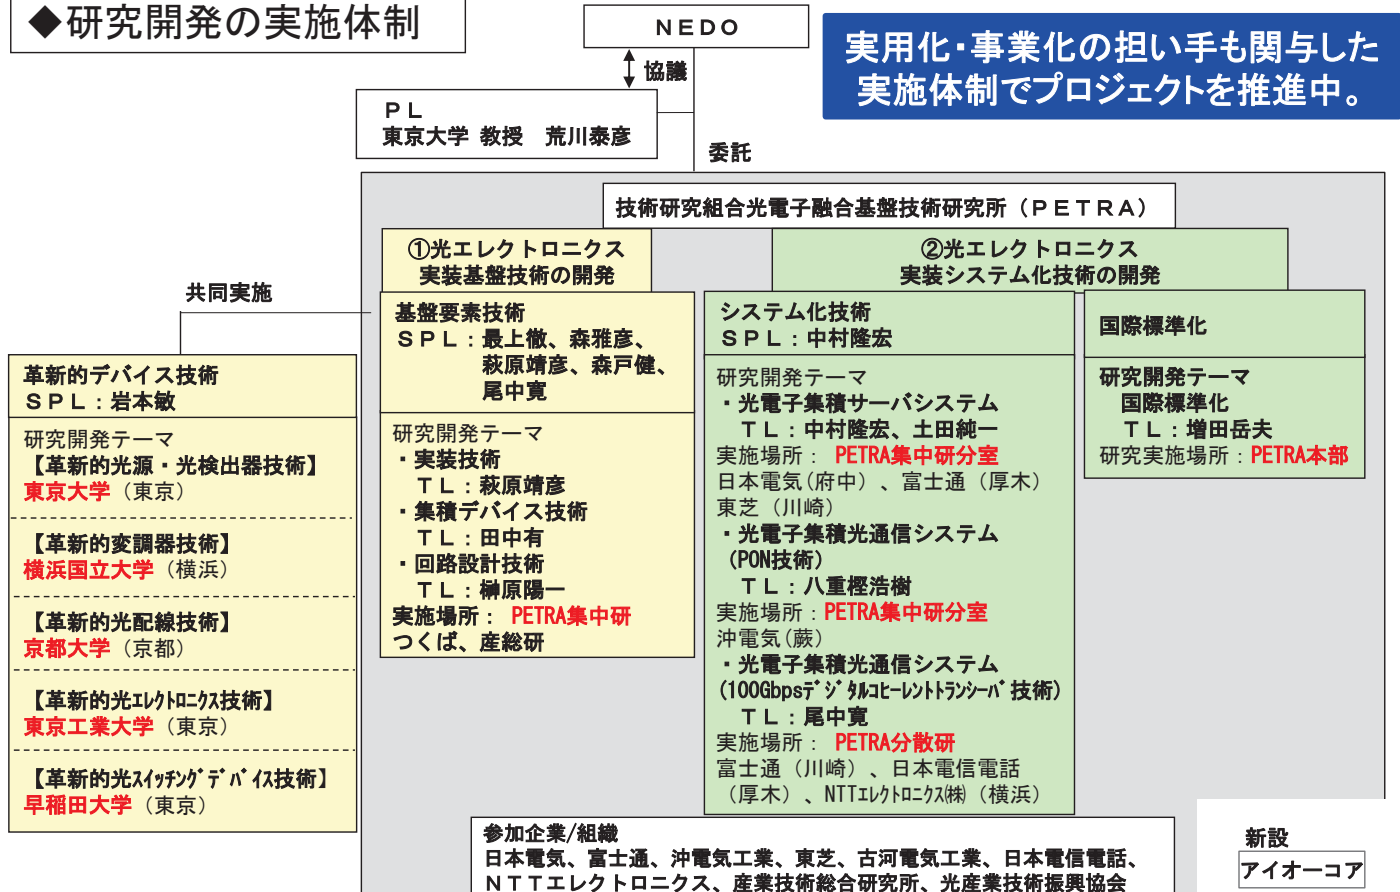 ◆研究開発の実施体制
NEDO
実用化・事業化の担い手も関与した
実施体制でプロジェクトを推進中。
協議
PL
東京大学 教授 荒川泰彦
委託
技術研究組合光電子融合基盤技術研究所（PETRA）
①光エレクトロニクス
実装基盤技術の開発
②光エレクトロニクス
実装システム化技術の開発
共同実施
革新的デバイス技術
SPL：岩本敏
研究開発テーマ
【革新的光源・光検出器技術】
東京大学（東京）
【革新的変調器技術】
横浜国立大学（横浜）
【革新的光配線技術】
京都大学（京都）
【革新的光ｴﾚｸﾄﾛﾆｸｽ技術】
東京工業大学（東京）
【革新的光ｽｲｯﾁﾝｸﾞﾃﾞﾊﾞｲｽ技術】
早稲田大学（東京）
基盤要素技術
SPL：最上徹、森雅彦、
萩原靖彦、森戸健、
尾中寛
研究開発テーマ
・実装技術
TL：萩原靖彦
・集積デバイス技術
TL：田中有
・回路設計技術
TL：榊原陽一
実施場所： PETRA集中研
つくば、産総研
システム化技術
SPL：中村隆宏
研究開発テーマ
・光電子集積サーバシステム
TL：中村隆宏、土田純一
実施場所： PETRA集中研分室
日本電気(府中）、富士通（厚木）
東芝（川崎）
・光電子集積光通信システム
(PON技術)
TL：八重樫浩樹
実施場所：PETRA集中研分室
沖電気(蕨）
・光電子集積光通信システム
(100Gbpsﾃﾞｼﾞﾀﾙｺﾋｰﾚﾝﾄﾄﾗﾝｼｰﾊﾞ技術)
TL：尾中寛
実施場所： PETRA分散研
富士通（川崎）、日本電信電話
（厚木）、NTTｴﾚｸﾄﾛﾆｸｽ㈱（横浜）
国際標準化
研究開発テーマ
国際標準化
TL：増田岳夫
研究実施場所：PETRA本部
参加企業/組織
日本電気、富士通、沖電気工業、東芝、古河電気工業、日本電信電話、
NTTエレクトロニクス、産業技術総合研究所、光産業技術振興協会
新設
アイオーコア